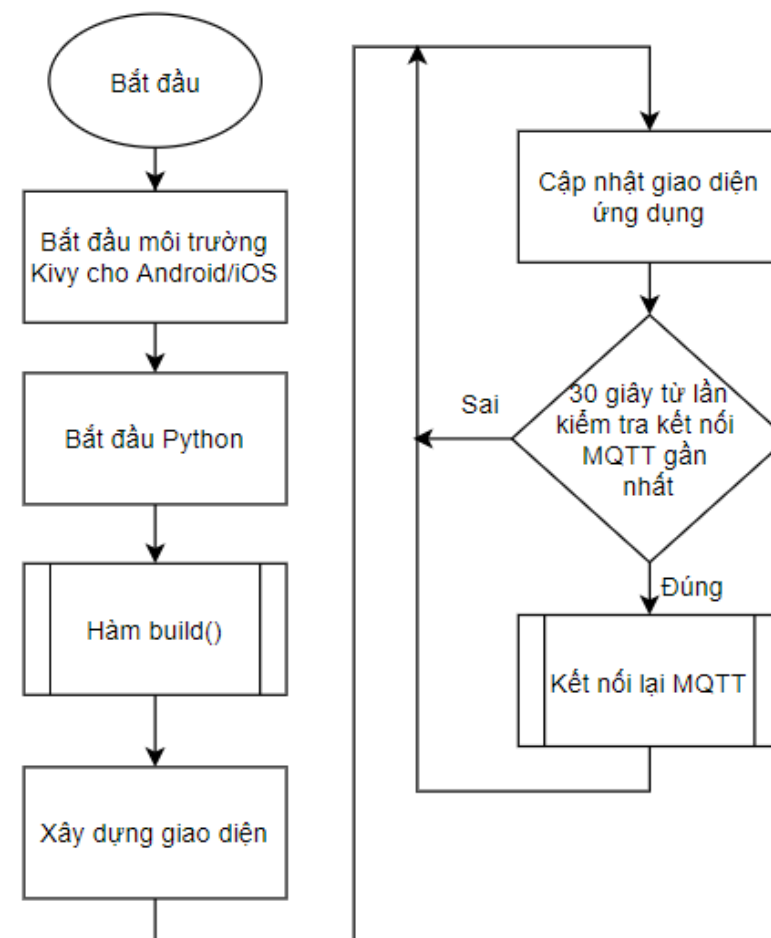 Bắt đầu
Bắt đầu môi trường
Kivy cho Android/iOS
Bắt đầu Python
Hàm build()
Xây dựng giao diện
Cập nhật giao diện
ứng dụng
30 giây từ lần
kiểm tra kết nối
MQTT gần
nhất
Sai
Đúng
Kết nối lại MQTT